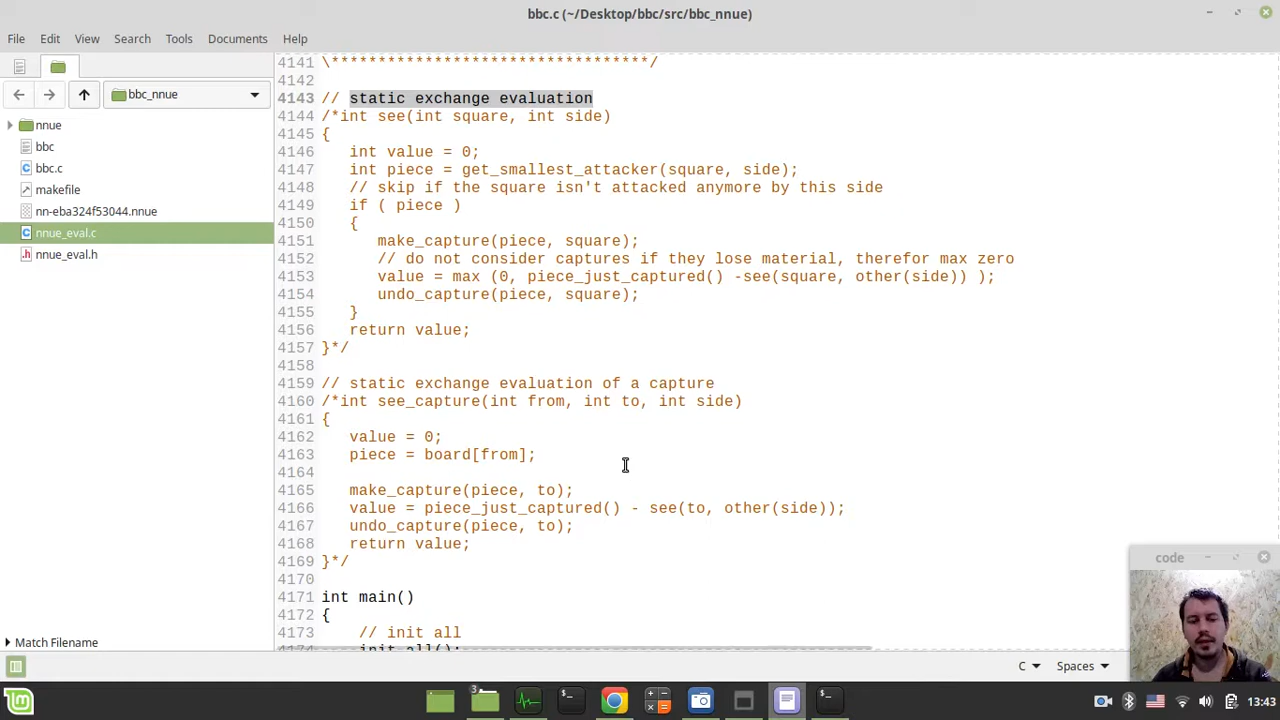 bbc.c (~/Desktop/bbc/src/bbc_nnue)
File Edit View Search Tools Documents Help
bbc_nnue
nnue
bbc
bbc.c
makefile
nn-eba324f53044.nnue
nnue_eval.c
nnue_eval.h
Match Filename
4141 \**********************************/
4142
4143 // static exchange evaluation
4144 /*int see(int square, int side)
4145 {
4146    int value = 0;
4147    int piece = get_smallest_attacker(square, side);
4148    // skip if the square isn't attacked anymore by this side
4149    if ( piece )
4150    {
4151       make_capture(piece, square);
4152       // do not consider captures if they lose material, therefor max zero
4153       value = max (0, piece_just_captured() -see(square, other(side)) );
4154       undo_capture(piece, square);
4155    }
4156    return value;
4157 }*/
4158
4159 // static exchange evaluation of a capture
4160 /*int see_capture(int from, int to, int side)
4161 {
4162    value = 0;
4163    piece = board[from];
4164
4165    make_capture(piece, to);
4166    value = piece_just_captured() - see(to, other(side));
4167    undo_capture(piece, to);
4168    return value;
4169 }*/
4170
4171 int main()
4172 {
4173     // init all
4174     init_all();
code
C Spaces
3
13:43